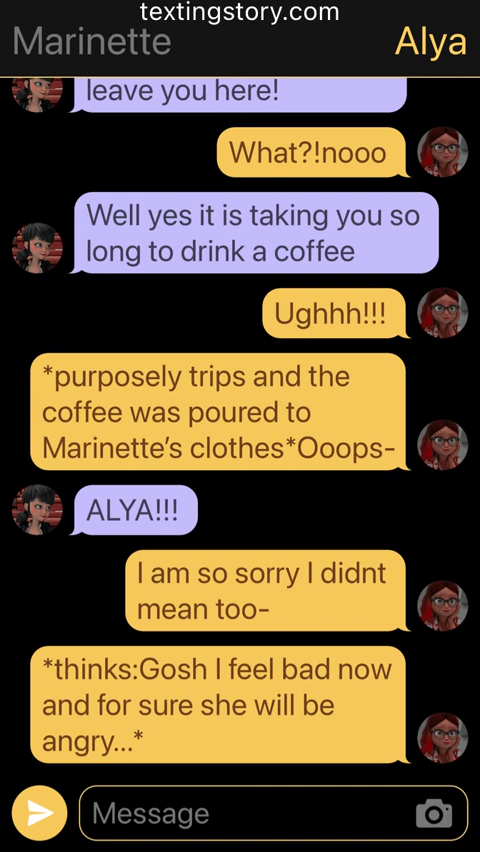 textingstory.com
Marinette
Alya
leave you here!
What?!nooo
Well yes it is taking you so
long to drink a coffee
Ughhh!!!
*purposely trips and the
coffee was poured to
Marinette’s clothes*Ooops-
ALYA!!!
I am so sorry I didnt
mean too-
*thinks:Gosh I feel bad now
and for sure she will be
angry...*
Message